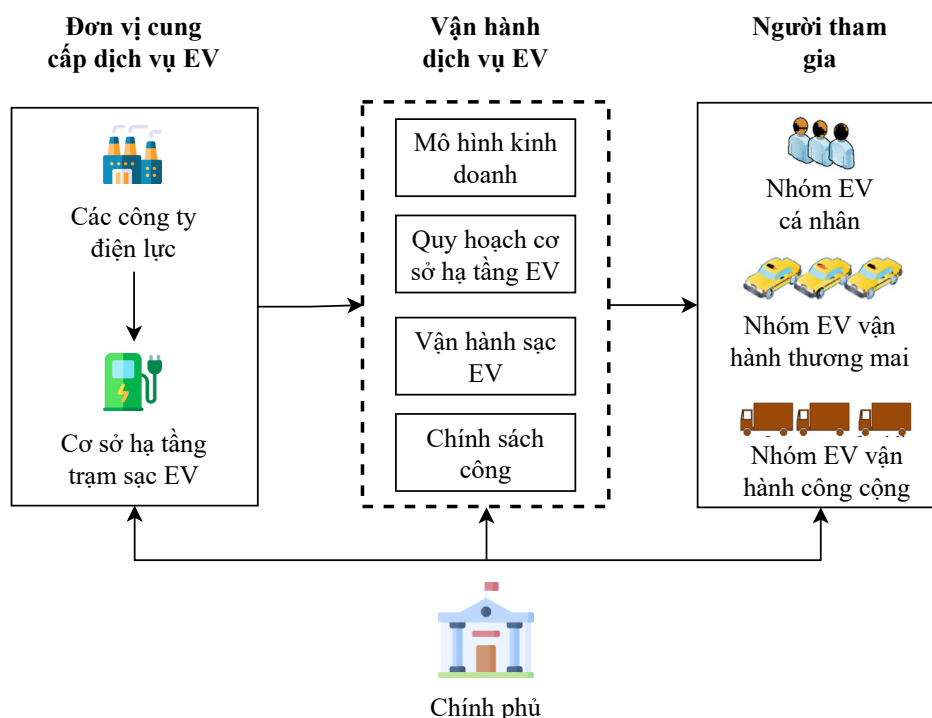 Đơn vị cung
cấp dịch vụ EV
Vận hành
dịch vụ EV
Người tham
gia
Các công ty
điện lực
Cơ sở hạ tầng
trạm sạc EV
Mô hình kinh
doanh
Quy hoạch cơ
sở hạ tầng EV
Vận hành sạc
EV
Chính sách
công
Nhóm EV
cá nhân
Nhóm EV vận
hành thương mai
Nhóm EV vận
hành công cộng
Chính phủ